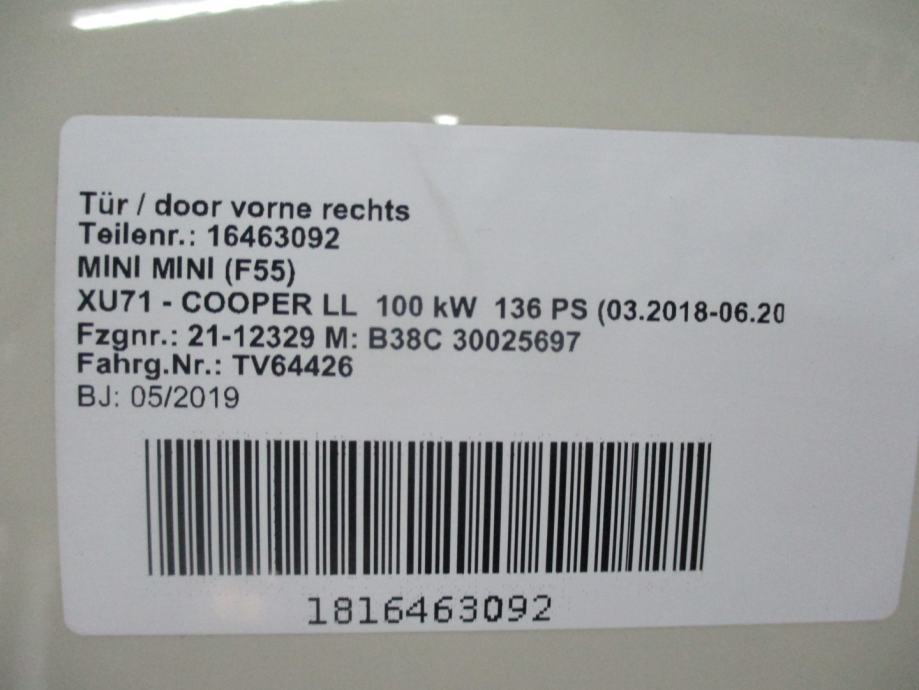 Tür / door vorne rechts
Teilenr.: 16463092
MINI MINI (F55)
XU71 - COOPER LL 100 kW 136 PS (03.2018-06.20
Fzgnr.: 21-12329 M: B38C 30025697
Fahrg.Nr.: TV64426
BJ: 05/2019
1816463092